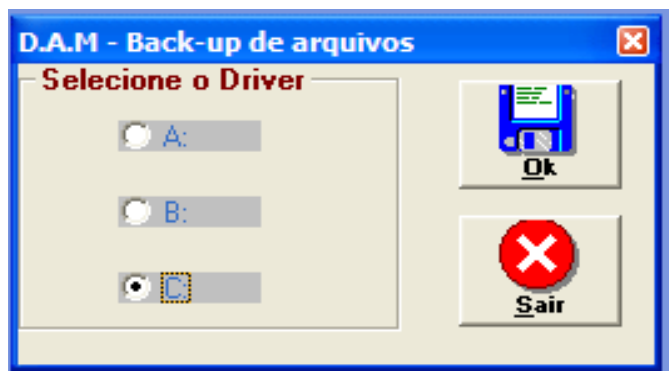 D.A.M - Back-up de arquivos
Selecione o Driver
A:
B:
C:
Ok
Sair